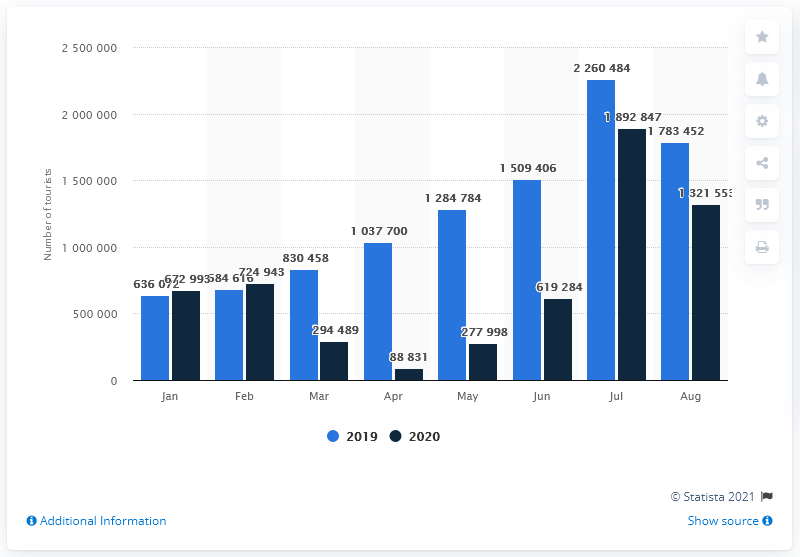 2 500 000
2 000 000
1 500 000
1 000 000
500 000
0
Number of tourists
636 072
672 993
684 616
724 943
830 458
294 489
1 037 700
88 831
1 284 784
277 998
1 509 406
619 284
2 260 484
1 892 847
1 783 452
1 321 553
Jan Feb Mar Apr May Jun Jul Aug
2019 2020
© Statista 2021
Additional Information
Show source